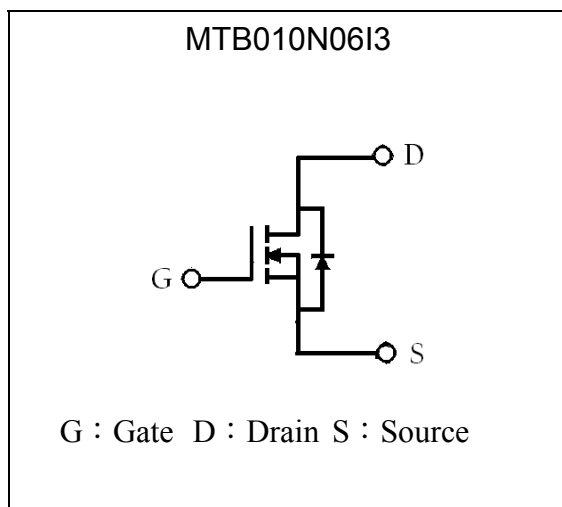 MTB010N06I3
D
G
S
G：Gate D：Drain S：Source